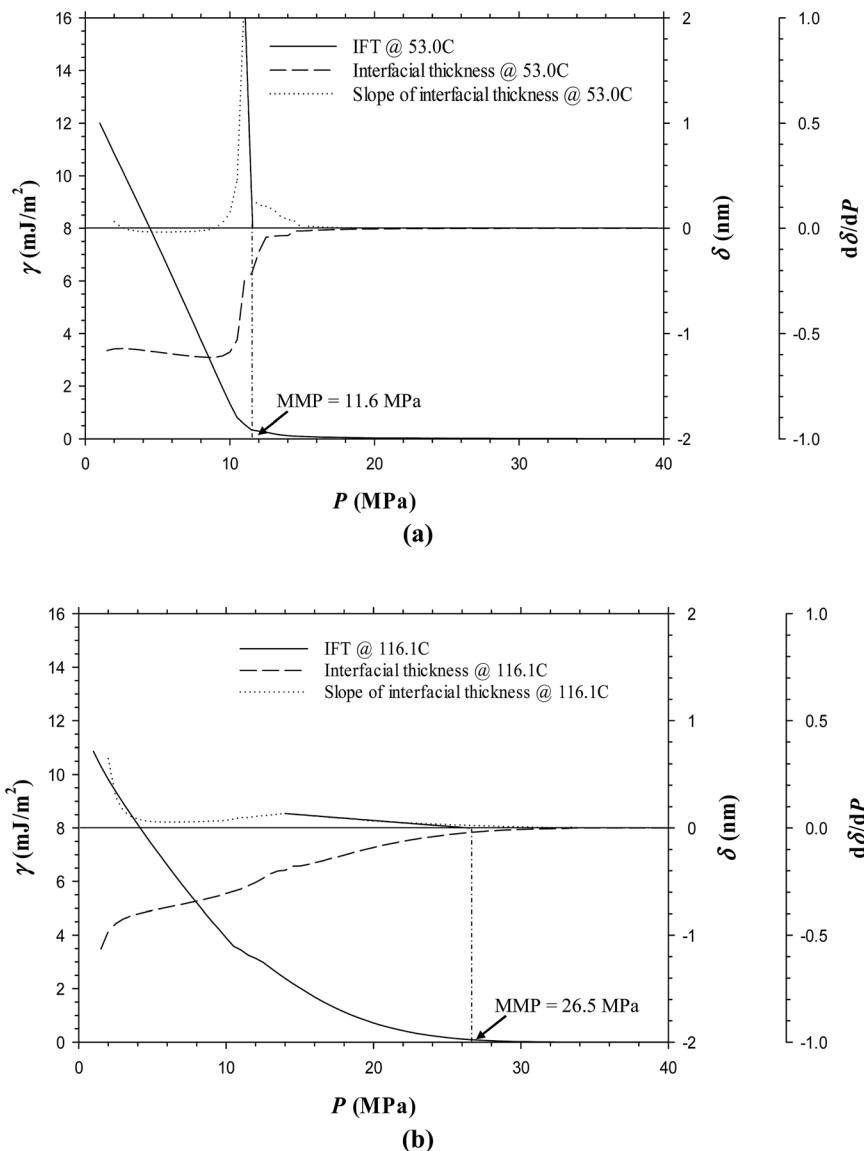 16
14
12
10
8
6
4
2
0
γ (mJ/m²)
IFT @ 53.0C
Interfacial thickness @ 53.0C
Slope of interfacial thickness @ 53.0C
MMP = 11.6 MPa
2
1
0
-1
-2
δ (nm)
1.0
0.5
0.0
-0.5
-1.0
dδ/dP
0 10 20 30 40
P (MPa)
(a)
16
14
12
10
8
6
4
2
0
γ (mJ/m²)
IFT @ 116.1C
Interfacial thickness @ 116.1C
Slope of interfacial thickness @ 116.1C
MMP = 26.5 MPa
2
1
0
-1
-2
δ (nm)
1.0
0.5
0.0
-0.5
-1.0
dδ/dP
0 10 20 30 40
P (MPa)
(b)